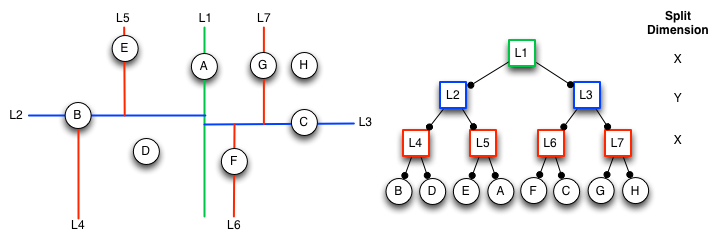 L5 L1 L7
E
A G H
L2 B C L3
D
F
L4 L6
Split
Dimension
L1 X
L2 L3 Y
L4 L5 L6 L7 X
B D E A F C G H